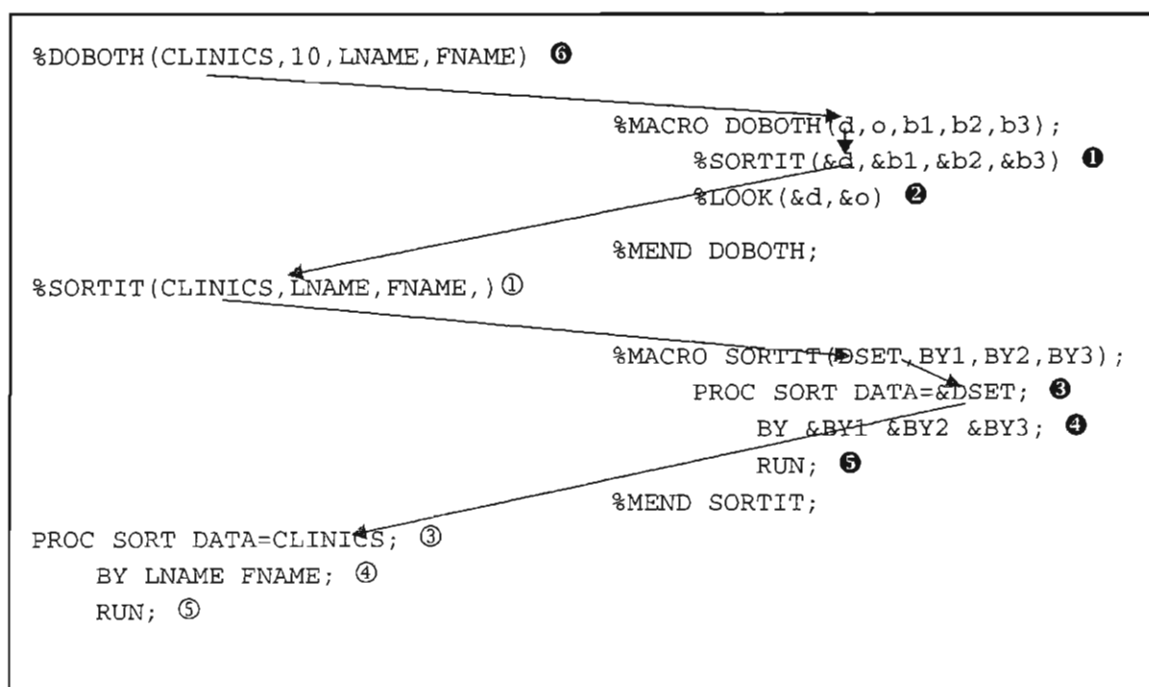 %DOBOTH(CLINICS,10,LNAME,FNAME) ❻
%MACRO DOBOTH(d,o,b1,b2,b3);
%SORTIT(&d,&b1,&b2,&b3) ❶
%LOOK(&d,&o) ❷
%MEND DOBOTH;
%SORTIT(CLINICS,LNAME,FNAME,) ①
%MACRO SORTIT(DSET,BY1,BY2,BY3);
PROC SORT DATA=&DSET; ❸
BY &BY1 &BY2 &BY3; ❹
RUN; ❺
%MEND SORTIT;
PROC SORT DATA=CLINICS; ③
BY LNAME FNAME; ④
RUN; ⑤